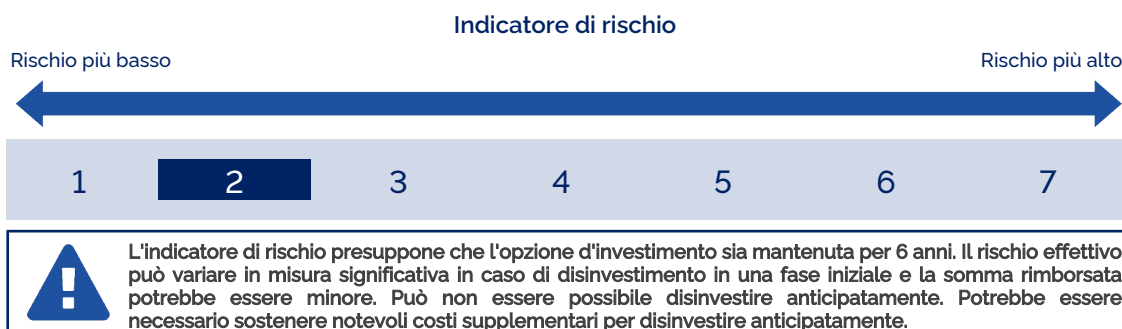 Indicatore di rischio
Rischio più basso
Rischio più alto
1 2 3 4 5 6 7
L'indicatore di rischio presuppone che l'opzione d'investimento sia mantenuta per 6 anni. Il rischio effettivo
può variare in misura significativa in caso di disinvestimento in una fase iniziale e la somma rimborsata
potrebbe essere minore. Può non essere possibile disinvestire anticipatamente. Potrebbe essere
necessario sostenere notevoli costi supplementari per disinvestire anticipatamente.